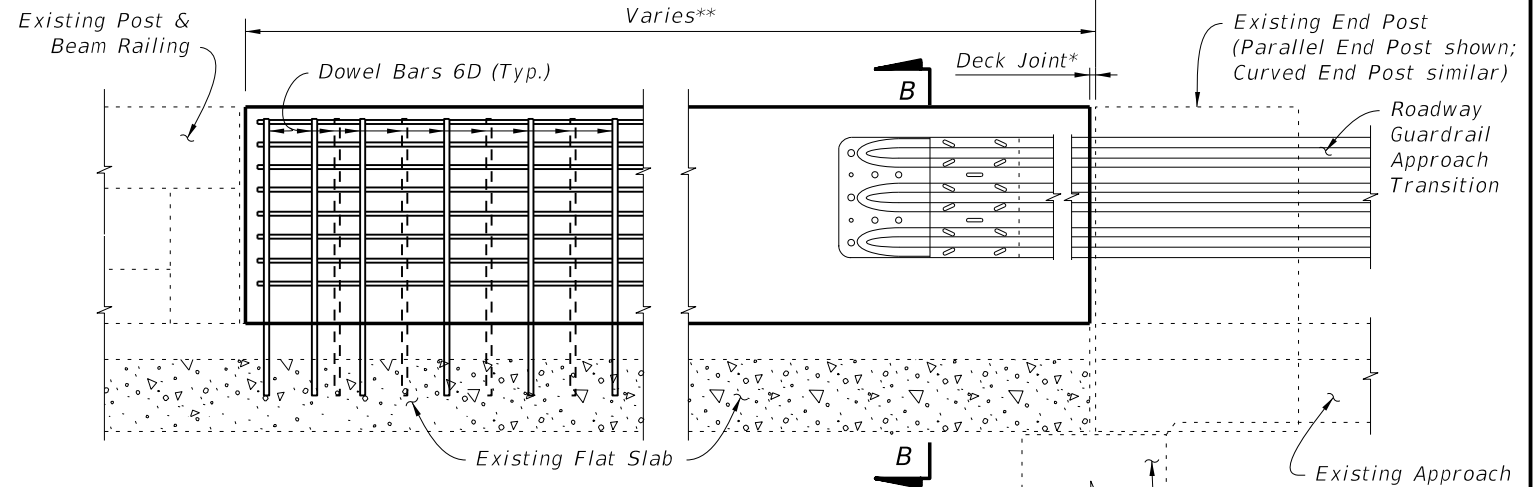 Existing Post &
Beam Railing
Varies**
Dowel Bars 6D (Typ.)
Deck Joint*
B
Existing End Post
(Parallel End Post shown;
Curved End Post similar)
Roadway
Guardrail
Approach
Transition
Existing Flat Slab
B
Existing Approach